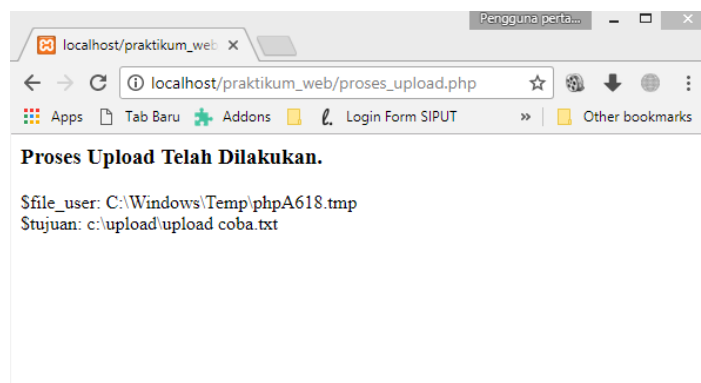 Pengguna perta...
localhost/praktikum_web
localhost/praktikum_web/proses_upload.php
Apps Tab Baru Addons Login Form SIPUT » Other bookmarks
Proses Upload Telah Dilakukan.
$file_user: C:\Windows\Temp\phpA618.tmp
$tujuan: c:\upload\upload coba.txt